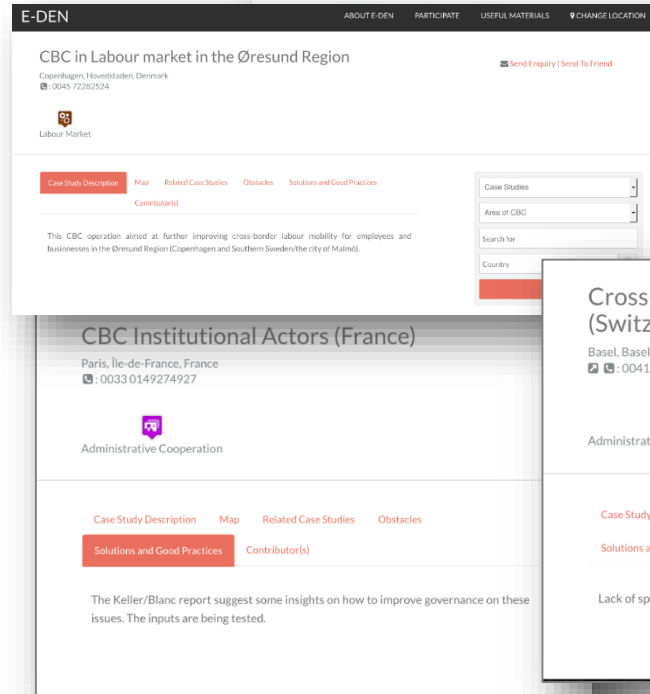 E-DEN
ABOUT E-DEN PARTICIPATE USEFUL MATERIALS CHANGE LOCATION
CBC in Labour market in the Øresund Region
Copenhagen, Hovedstaden, Denmark
: 0045 72282524
Send Enquiry | Send To Friend
Labour Market
Case Study Description Map Related Case Studies Obstacles Solutions and Good Practices
Contributor(s)
This CBC operation aimed at further improving cross-border labour mobility for employees and
businnesses in the Øresund Region (Copenhagen and Southern Sweden/the city of Malmö).
Case Studies
Area of CBC
Search for
Country
CBC Institutional Actors (France)
Paris, Île-de-France, France
: 0033 0149274927
Administrative Cooperation
Case Study Description Map Related Case Studies Obstacles
Solutions and Good Practices Contributor(s)
The Keller/Blanc report suggest some insights on how to improve governance on these
issues. The inputs are being tested.
Cross-
(Switz
Basel, Basel
: 0041
Administrat
Case Study
Solutions a
Lack of sp